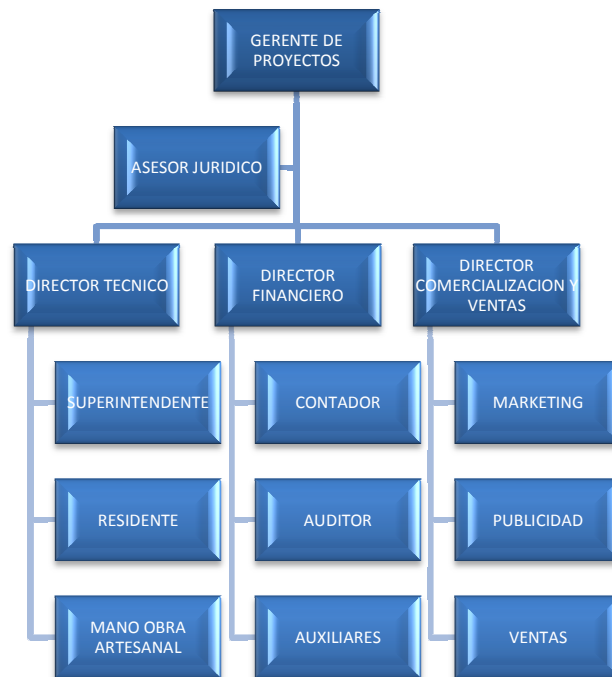 GERENTE DE
PROYECTOS
ASESOR JURIDICO
DIRECTOR TECNICO
DIRECTOR
FINANCIERO
DIRECTOR
COMERCIALIZACION Y
VENTAS
SUPERINTENDENTE
CONTADOR
MARKETING
RESIDENTE
AUDITOR
PUBLICIDAD
MANO OBRA
ARTESANAL
AUXILIARES
VENTAS